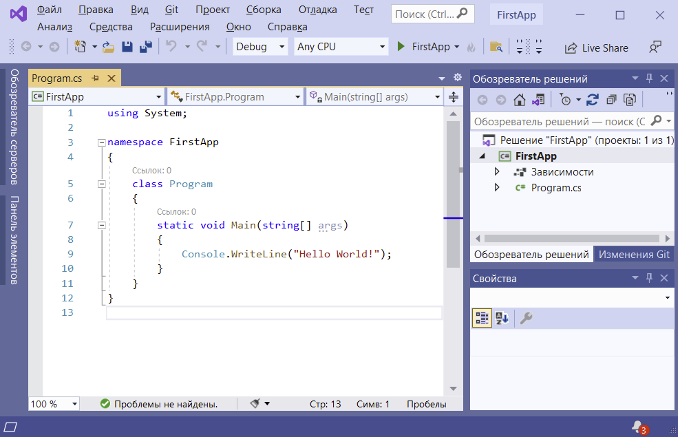 Файл Правка Вид Git Проект Сборка Отладка Тест Поиск (Ctrl... FirstApp
Анализ Средства Расширения Окно Справка
Debug Any CPU FirstApp Live Share
Обозреватель серверов
Панель элементов
Program.cs
FirstApp FirstApp.Program Main(string[] args)
1 using System;
2
3 namespace FirstApp
4 {
Ссылок: 0
5 class Program
6 {
Ссылок: 0
7 static void Main(string[] args)
8 {
9 Console.WriteLine("Hello World!");
10 }
11 }
12 }
13
100 % Проблемы не найдены. Стр: 13 Симв: 1 Пробелы
Обозреватель решений
Обозреватель решений — поиск (C
Решение "FirstApp" (проекты: 1 из 1)
FirstApp
Зависимости
Program.cs
Обозреватель решений Изменения Git
Свойства
3